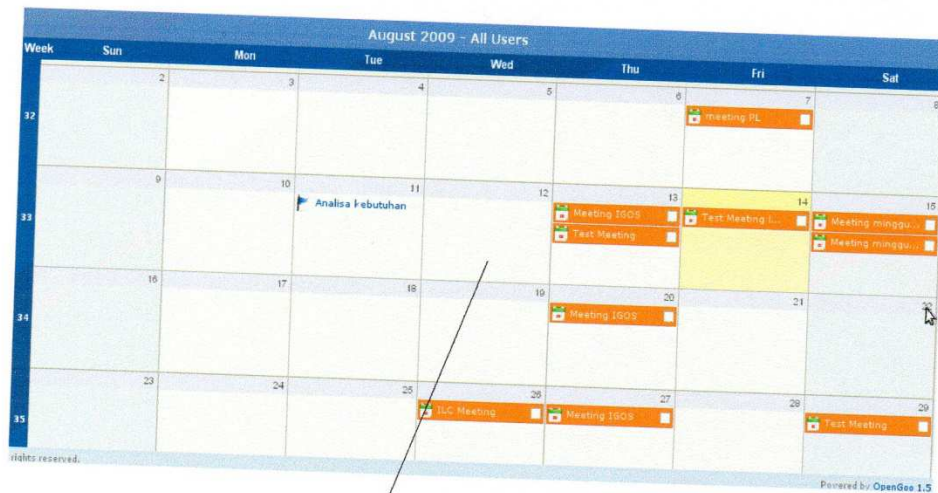 August 2009 - All Users
Week Sun Mon Tue Wed Thu Fri Sat
32 2 3 4 5 6 7 8
meeting PL
33 9 10 11 12 13 14 15
Analisa kebutuhan Meeting IGOS Test Meeting I... Meeting minggu...
Test Meeting Meeting minggu...
34 16 17 18 19 20 21
Meeting IGOS
35 23 24 25 26 27 28 29
ILC Meeting Meeting IGOS Test Meeting
rights reserved. Powered by OpenGoo 1.5